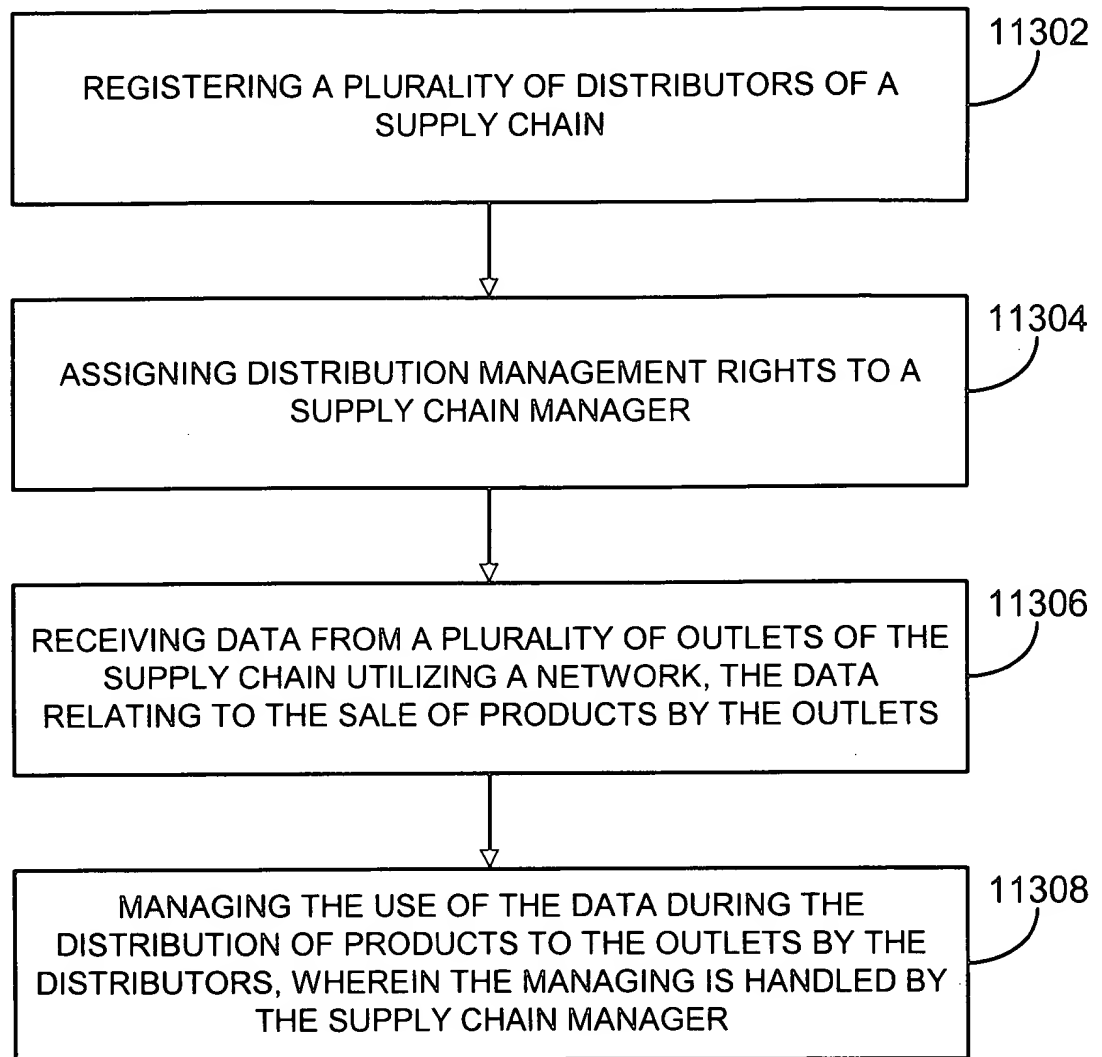 11302
REGISTERING A PLURALITY OF DISTRIBUTORS OF A
SUPPLY CHAIN
11304
ASSIGNING DISTRIBUTION MANAGEMENT RIGHTS TO A
SUPPLY CHAIN MANAGER
11306
RECEIVING DATA FROM A PLURALITY OF OUTLETS OF THE
SUPPLY CHAIN UTILIZING A NETWORK, THE DATA
RELATING TO THE SALE OF PRODUCTS BY THE OUTLETS
11308
MANAGING THE USE OF THE DATA DURING THE
DISTRIBUTION OF PRODUCTS TO THE OUTLETS BY THE
DISTRIBUTORS, WHEREIN THE MANAGING IS HANDLED BY
THE SUPPLY CHAIN MANAGER